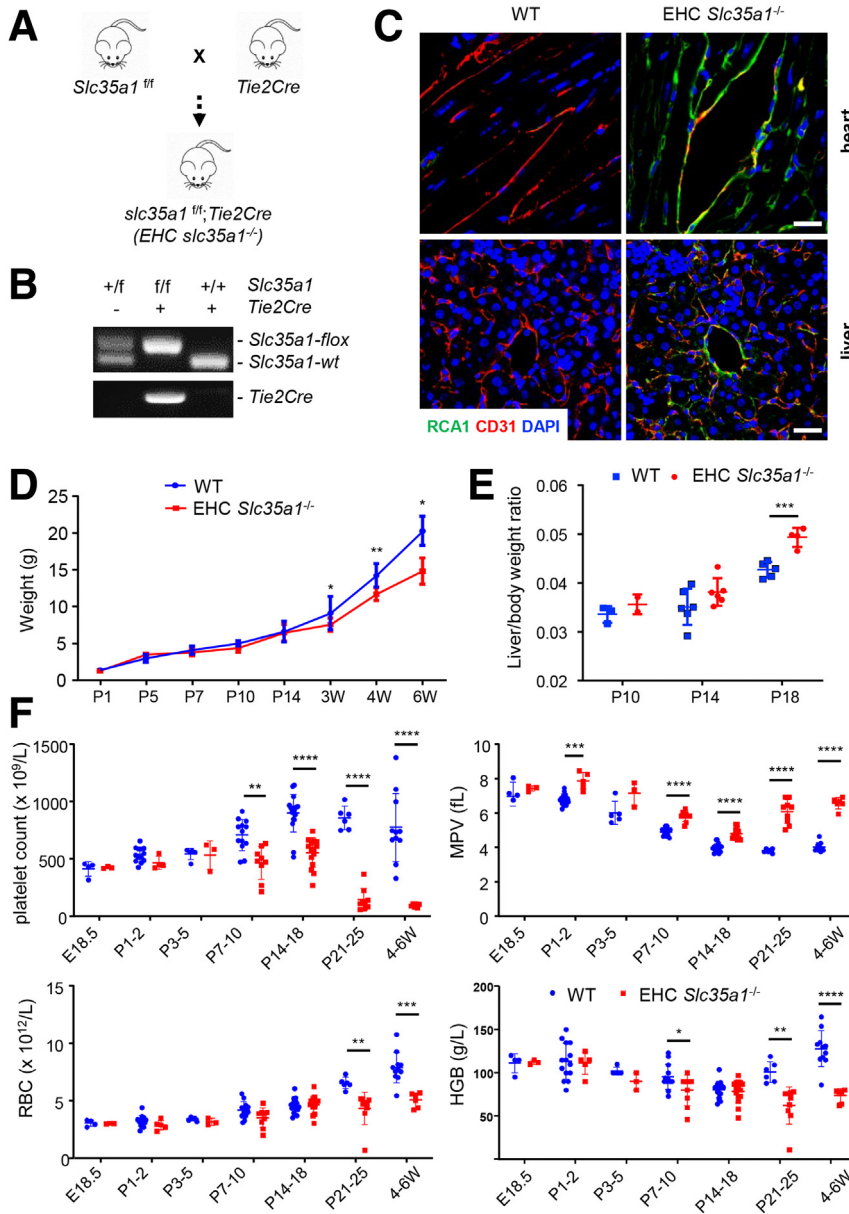 A
Slc35a1 f/f
x
Tie2Cre
slc35a1 f/f;Tie2Cre
(EHC slc35a1-/-)
B
+/f f/f +/+ Slc35a1
- + + Tie2Cre
- Slc35a1-flox
- Slc35a1-wt
- Tie2Cre
C
WT
EHC Slc35a1-/-
heart
liver
RCA1 CD31 DAPI
D
WT
EHC Slc35a1-/-
Weight (g)
25
20
15
10
5
0
* ** *
P1 P5 P7 P10 P14 3W 4W 6W
E
WT EHC Slc35a1-/-
Liver/body weight ratio
0.06
0.05
0.04
0.03
0.02
***
P10 P14 P18
F
platelet count (x 109/L)
1500
1000
500
0
** **** **** ****
E18.5 P1-2 P3-5 P7-10 P14-18 P21-25 4-6W
MPV (fL)
10
8
6
4
2
0
*** **** **** **** ****
E18.5 P1-2 P3-5 P7-10 P14-18 P21-25 4-6W
RBC (x 1012/L)
15
10
5
0
** ***
E18.5 P1-2 P3-5 P7-10 P14-18 P21-25 4-6W
WT EHC Slc35a1-/-
HGB (g/L)
200
150
100
50
0
* ** ****
E18.5 P1-2 P3-5 P7-10 P14-18 P21-25 4-6W